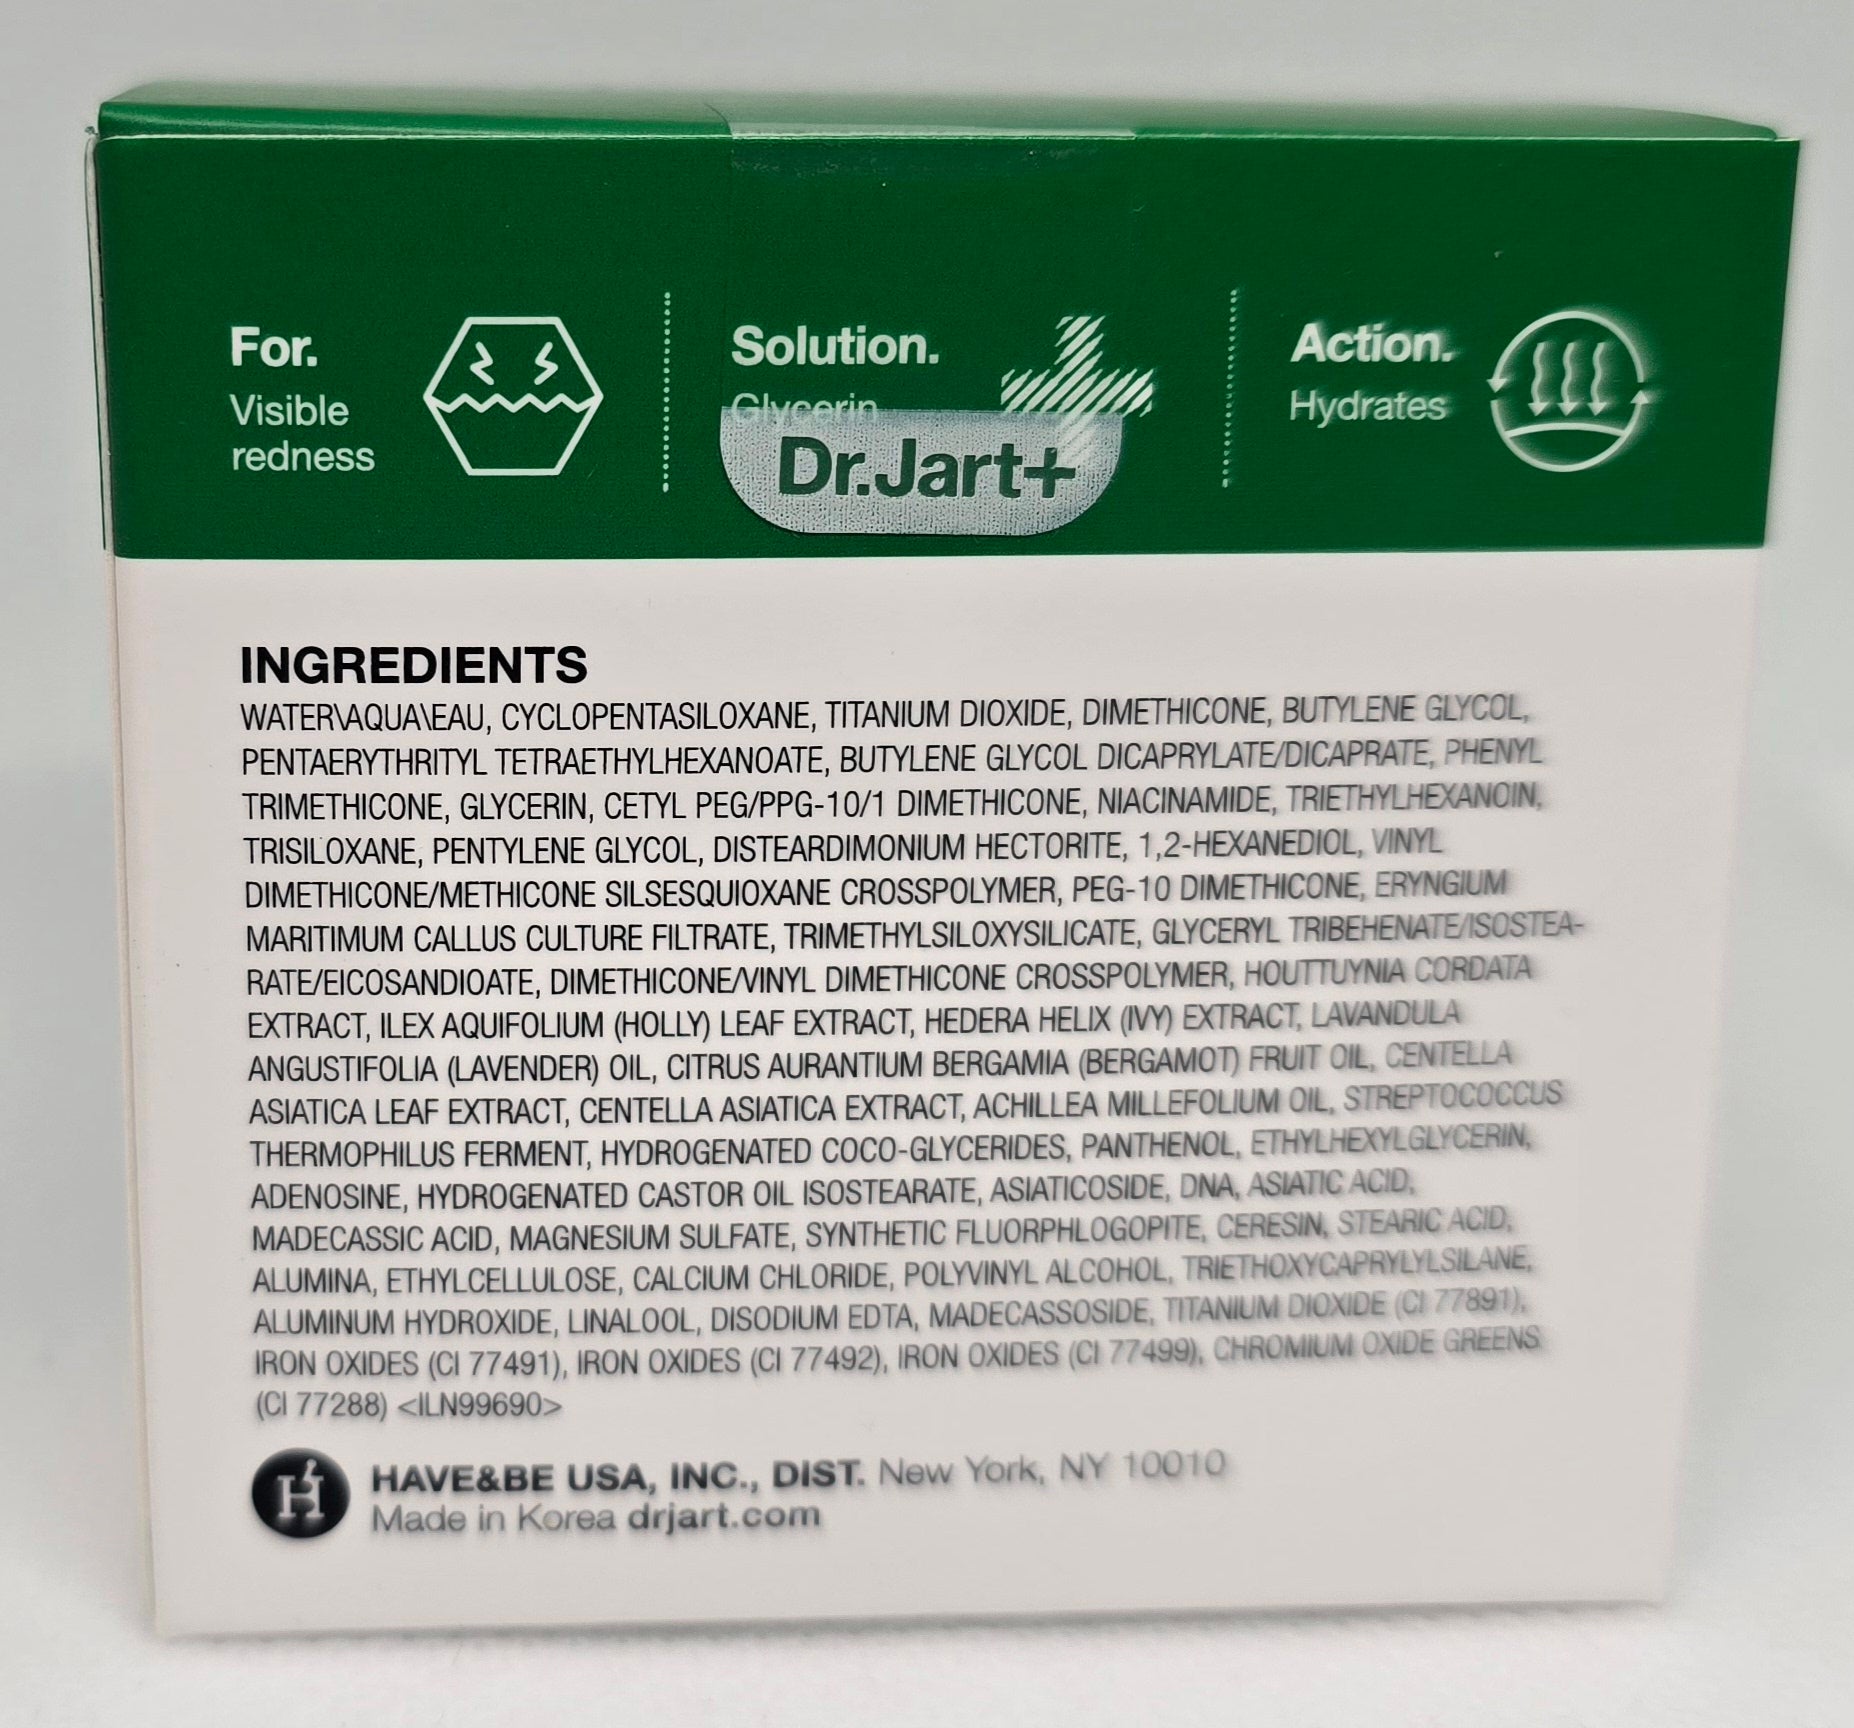 For.
Visible
redness
Solution.
Glycerin
Dr.Jart+
Action.
Hydrates
INGREDIENTS
WATER\AQUA\EAU, CYCLOPENTASILOXANE, TITANIUM DIOXIDE, DIMETHICONE, BUTYLENE GLYCOL,
PENTAERYTHRITYL TETRAETHYLHEXANOATE, BUTYLENE GLYCOL DICAPRYLATE/DICAPRATE, PHENYL
TRIMETHICONE, GLYCERIN, CETYL PEG/PPG-10/1 DIMETHICONE, NIACINAMIDE, TRIETHYLHEXANOIN,
TRISILOXANE, PENTYLENE GLYCOL, DISTEARDIMONIUM HECTORITE, 1,2-HEXANEDIOL, VINYL
DIMETHICONE/METHICONE SILSESQUIOXANE CROSSPOLYMER, PEG-10 DIMETHICONE, ERYNGIUM
MARITIMUM CALLUS CULTURE FILTRATE, TRIMETHYLSILOXYSILICATE, GLYCERYL TRIBEHENATE/ISOSTEA-
RATE/EICOSANDIOATE, DIMETHICONE/VINYL DIMETHICONE CROSSPOLYMER, HOUTTUYNIA CORDATA
EXTRACT, ILEX AQUIFOLIUM (HOLLY) LEAF EXTRACT, HEDERA HELIX (IVY) EXTRACT, LAVANDULA
ANGUSTIFOLIA (LAVENDER) OIL, CITRUS AURANTIUM BERGAMIA (BERGAMOT) FRUIT OIL, CENTELLA
ASIATICA LEAF EXTRACT, CENTELLA ASIATICA EXTRACT, ACHILLEA MILLEFOLIUM OIL, STREPTOCOCCUS
THERMOPHILUS FERMENT, HYDROGENATED COCO-GLYCERIDES, PANTHENOL, ETHYLHEXYLGLYCERIN,
ADENOSINE, HYDROGENATED CASTOR OIL ISOSTEARATE, ASIATICOSIDE, DNA, ASIATIC ACID,
MADECASSIC ACID, MAGNESIUM SULFATE, SYNTHETIC FLUORPHLOGOPITE, CERESIN, STEARIC ACID,
ALUMINA, ETHYLCELLULOSE, CALCIUM CHLORIDE, POLYVINYL ALCOHOL, TRIETHOXYCAPRYLYLSILANE,
ALUMINUM HYDROXIDE, LINALOOL, DISODIUM EDTA, MADECASSOSIDE, TITANIUM DIOXIDE (CI 77891),
IRON OXIDES (CI 77491), IRON OXIDES (CI 77492), IRON OXIDES (CI 77499), CHROMIUM OXIDE GREENS
(CI 77288) <ILN99690>
H
HAVE&BE USA, INC., DIST. New York, NY 10010
Made in Korea drjart.com